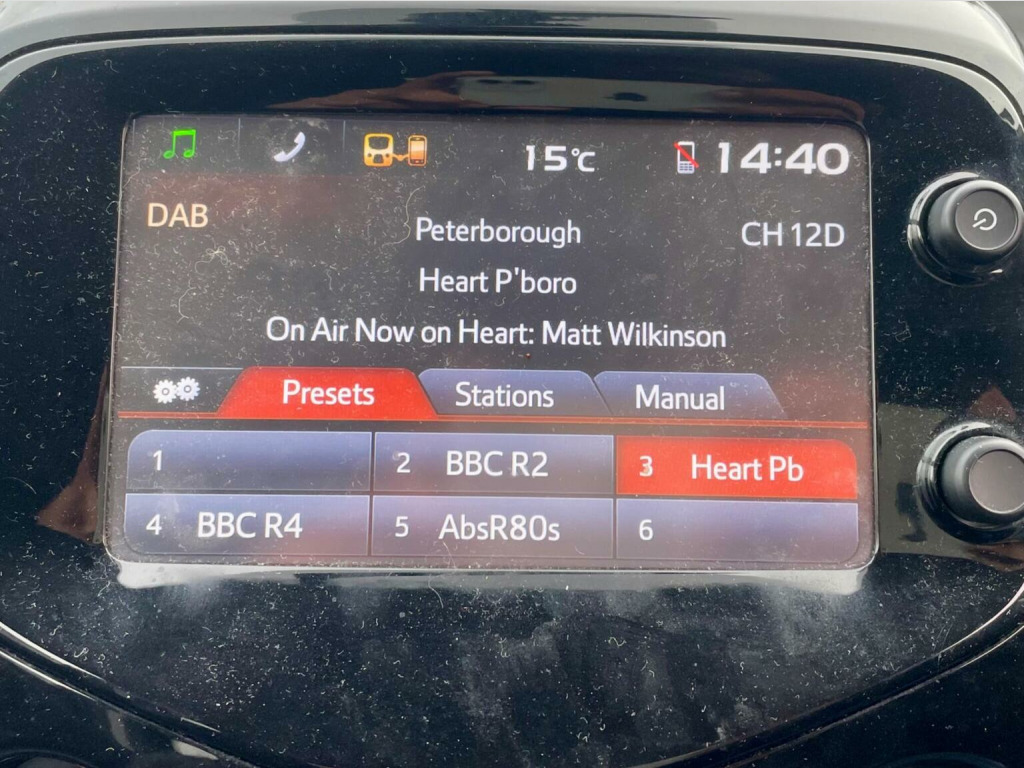 15°C 14:40
DAB
Peterborough CH 12D
Heart P'boro
On Air Now on Heart: Matt Wilkinson
Presets Stations Manual
1 2 BBC R2 3 Heart Pb
4 BBC R4 5 AbsR80s 6